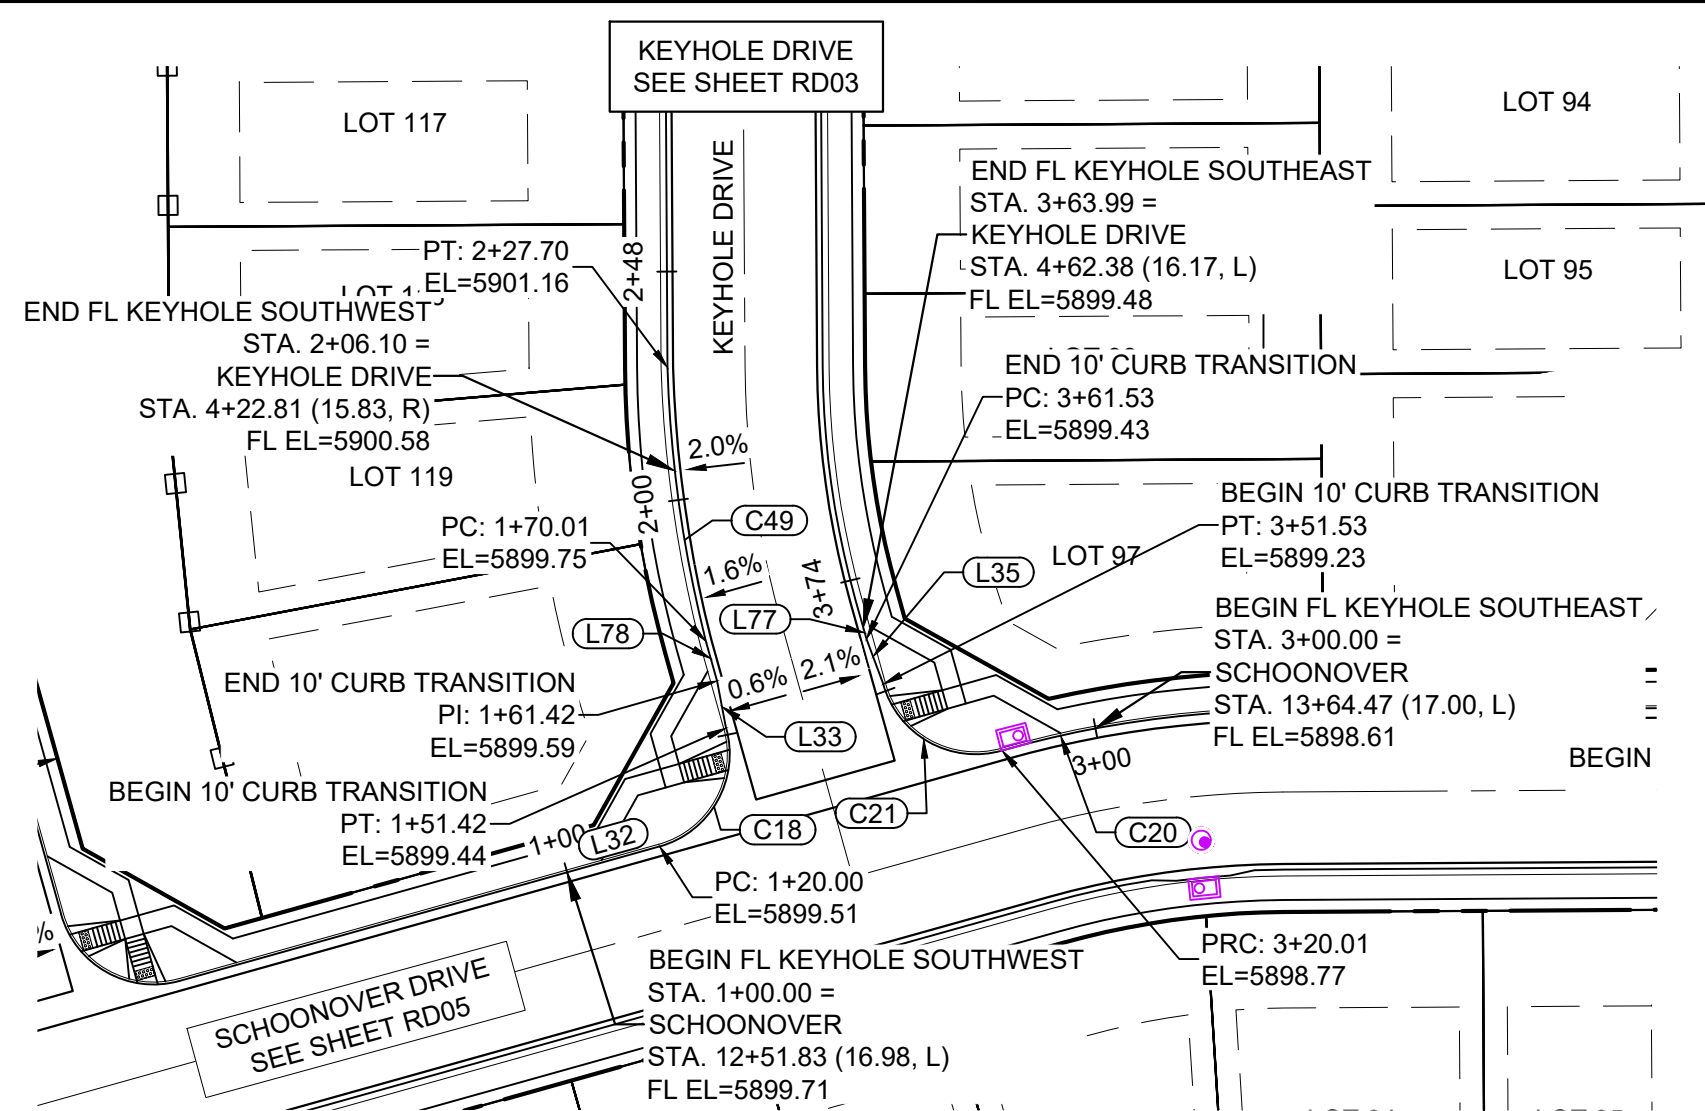 KEYHOLE DRIVE
SEE SHEET RD03
LOT 117
LOT 94
KEYHOLE DRIVE
END FL KEYHOLE SOUTHEAST
STA. 3+63.99 =
KEYHOLE DRIVE
STA. 4+62.38 (16.17, L)
FL EL=5899.48
LOT 95
PT: 2+27.70
EL=5901.16
2+48
END FL KEYHOLE SOUTHWEST
STA. 2+06.10 =
KEYHOLE DRIVE
STA. 4+22.81 (15.83, R)
FL EL=5900.58
END 10' CURB TRANSITION
PC: 3+61.53
EL=5899.43
2.0%
LOT 119
2+00
BEGIN 10' CURB TRANSITION
PT: 3+51.53
EL=5899.23
PC: 1+70.01
EL=5899.75
C49
1.6%
3+74
L35
LOT 97
L77
L78
BEGIN FL KEYHOLE SOUTHEAST
STA. 3+00.00 =
SCHOONOVER
STA. 13+64.47 (17.00, L)
FL EL=5898.61
0.6%
2.1%
END 10' CURB TRANSITION
PI: 1+61.42
EL=5899.59
L33
3+00
BEGIN
BEGIN 10' CURB TRANSITION
PT: 1+51.42
EL=5899.44
1+00
L32
C18
C21
C20
PC: 1+20.00
EL=5899.51
%
PRC: 3+20.01
EL=5898.77
BEGIN FL KEYHOLE SOUTHWEST
STA. 1+00.00 =
SCHOONOVER
STA. 12+51.83 (16.98, L)
FL EL=5899.71
SCHOONOVER DRIVE
SEE SHEET RD05